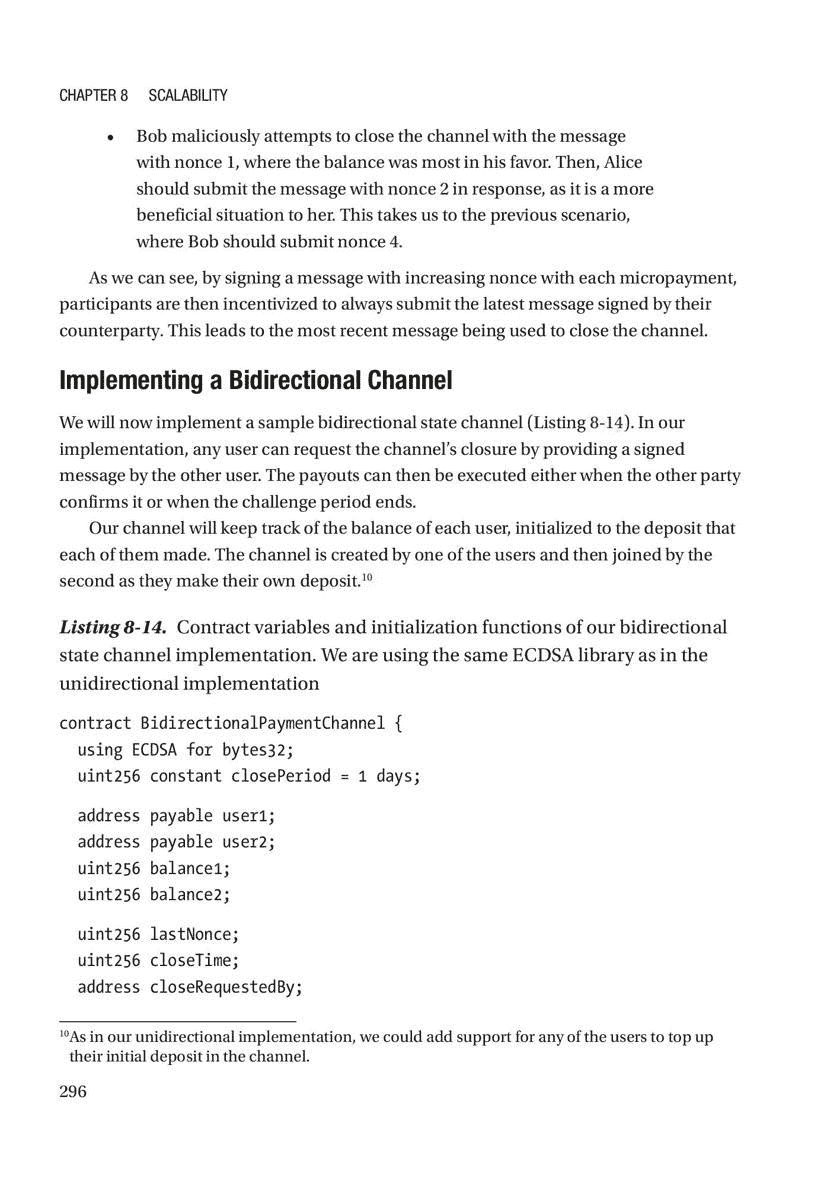 CHAPTER 8 SCALABILITY
• Bob maliciously attempts to close the channel with the message
with nonce 1, where the balance was most in his favor. Then, Alice
should submit the message with nonce 2 in response, as it is a more
beneficial situation to her. This takes us to the previous scenario,
where Bob should submit nonce 4.
As we can see, by signing a message with increasing nonce with each micropayment,
participants are then incentivized to always submit the latest message signed by their
counterparty. This leads to the most recent message being used to close the channel.
Implementing a Bidirectional Channel
We will now implement a sample bidirectional state channel (Listing 8-14). In our
implementation, any user can request the channel’s closure by providing a signed
message by the other user. The payouts can then be executed either when the other party
confirms it or when the challenge period ends.
Our channel will keep track of the balance of each user, initialized to the deposit that
each of them made. The channel is created by one of the users and then joined by the
second as they make their own deposit.¹⁰
Listing 8-14. Contract variables and initialization functions of our bidirectional
state channel implementation. We are using the same ECDSA library as in the
unidirectional implementation
contract BidirectionalPaymentChannel {
using ECDSA for bytes32;
uint256 constant closePeriod = 1 days;
address payable user1;
address payable user2;
uint256 balance1;
uint256 balance2;
uint256 lastNonce;
uint256 closeTime;
address closeRequestedBy;
¹⁰As in our unidirectional implementation, we could add support for any of the users to top up
their initial deposit in the channel.
296